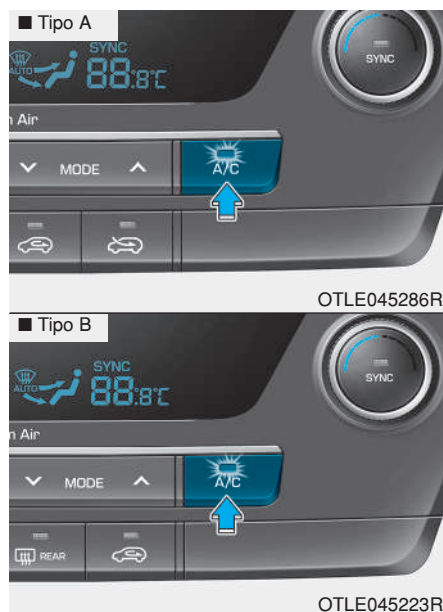 ■ Tipo A
SYNC
AUTO
88:8°C
SYNC
n Air
MODE
A/C
OTLE045286R
■ Tipo B
SYNC
AUTO
88:8°C
SYNC
n Air
MODE
A/C
REAR
OTLE045223R